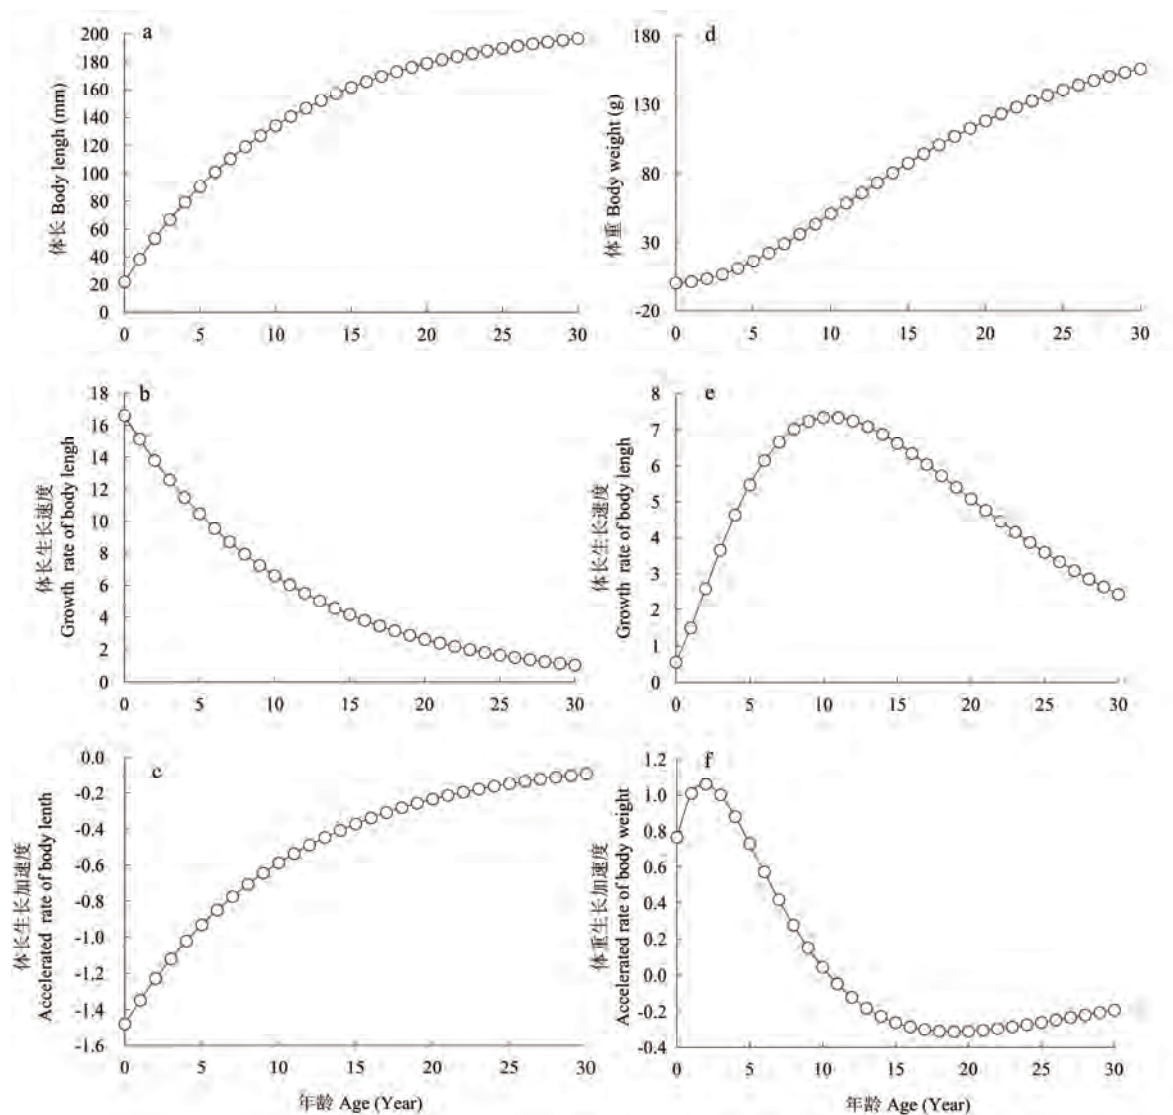 a
200
180
160
140
120
100
80
60
40
20
0
0 5 10 15 20 25 30
体长 Body lengh (mm)
d
180
130
80
30
-20
0 5 10 15 20 25 30
体重 Body weight (g)
b
18
16
14
12
10
8
6
4
2
0
0 5 10 15 20 25 30
体长生长速度
Growth rate of body lengh
e
8
7
6
5
4
3
2
1
0
0 5 10 15 20 25 30
体长生长速度
Growth rate of body lengh
c
0.0
-0.2
-0.4
-0.6
-0.8
-1.0
-1.2
-1.4
-1.6
0 5 10 15 20 25 30
体长生长加速度
Accelerated rate of body lenth
年龄 Age (Year)
f
1.2
1.0
0.8
0.6
0.4
0.2
0.0
-0.2
-0.4
0 5 10 15 20 25 30
体重生长加速度
Accelerated rate of body weight
年龄 Age (Year)